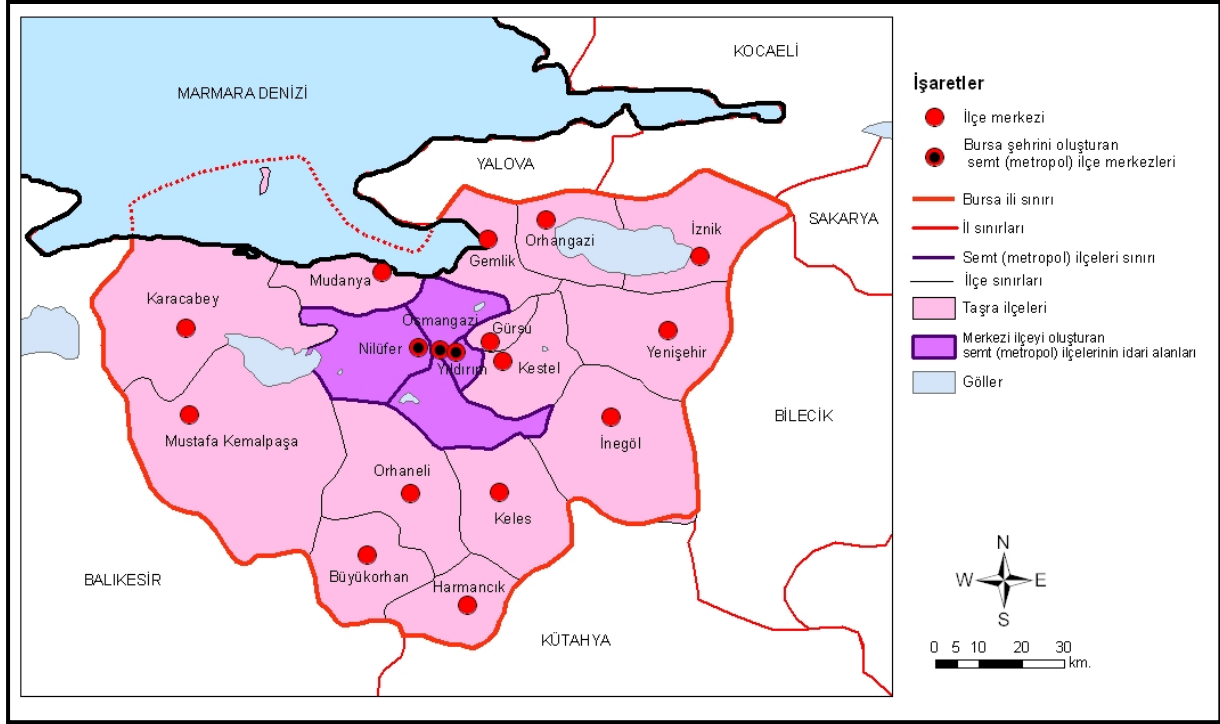 KOCAELİ
MARMARA DENİZİ
YALOVA
SAKARYA
İznik
Orhangazi
Gemlik
Mudanya
Karacabey
Osmangazi
Gürsu
Nilüfer
Yenişehir
Yıldırım
Kestel
BİLECİK
Mustafa Kemalpaşa
İnegöl
Orhaneli
Keles
BALIKESİR
Büyükorhan
Harmancık
KÜTAHYA
İşaretler
İlçe merkezi
Bursa şehrini oluşturan
semt (metropol) ilçe merkezleri
Bursa ili sınırı
İl sınırları
Semt (metropol) ilçeleri sınırı
İlçe sınırları
Taşra ilçeleri
Merkezi ilçeyi oluşturan
semt (metropol) ilçelerinin idari alanları
Göller
N
W E
S
0 5 10 20 30
km.